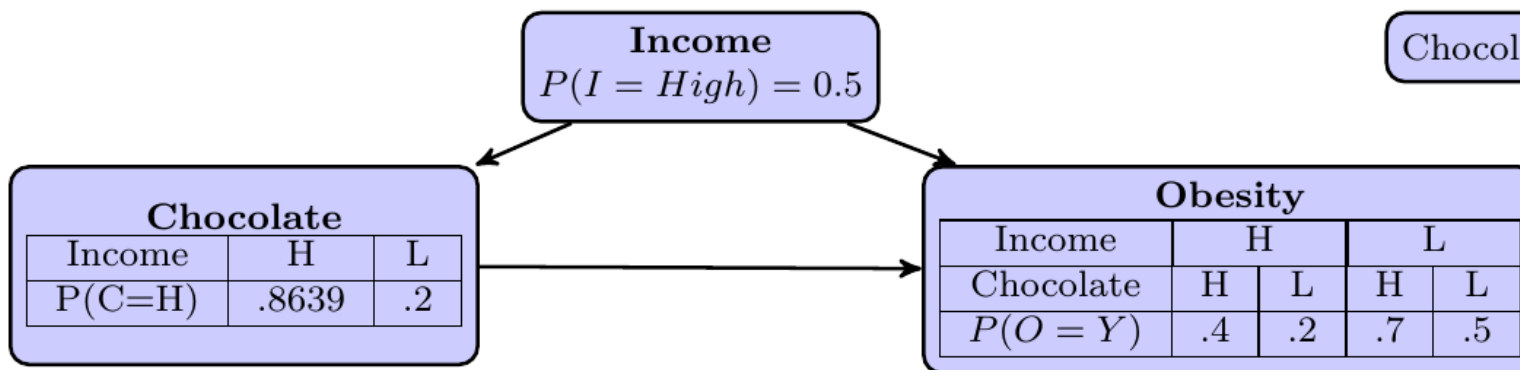 Income
P(I = High) = 0.5
Chocol
Chocolate
Income H L
P(C=H) .8639 .2
Obesity
Income H L
Chocolate H L H L
P(O = Y) .4 .2 .7 .5